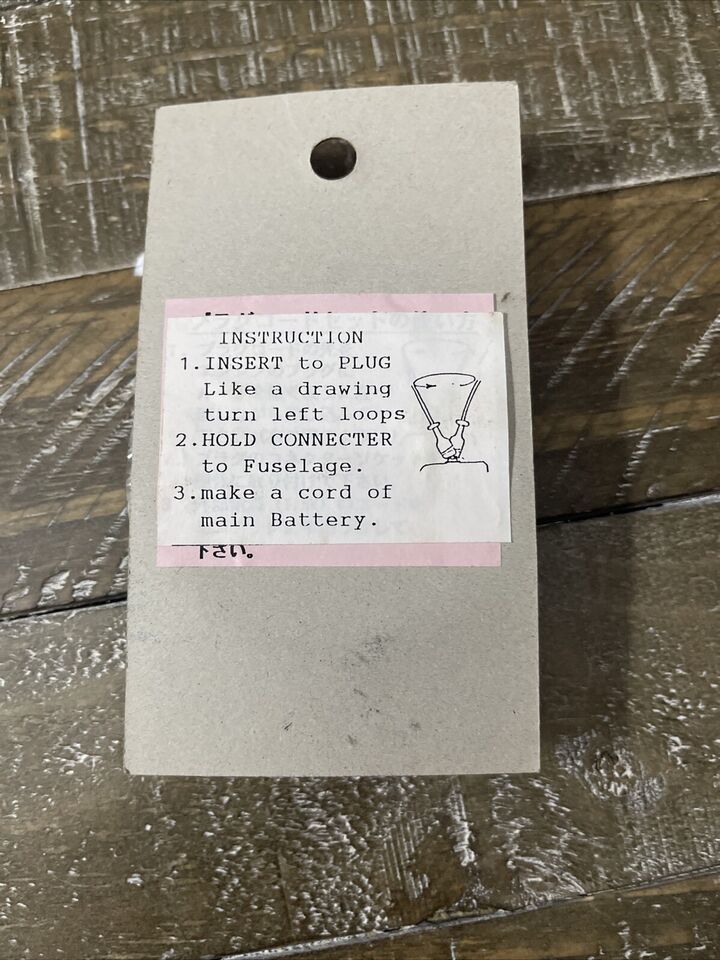 INSTRUCTION
1.INSERT to PLUG
Like a drawing
turn left loops
2.HOLD CONNECTER
to Fuselage.
3.make a cord of
main Battery.
下さい。